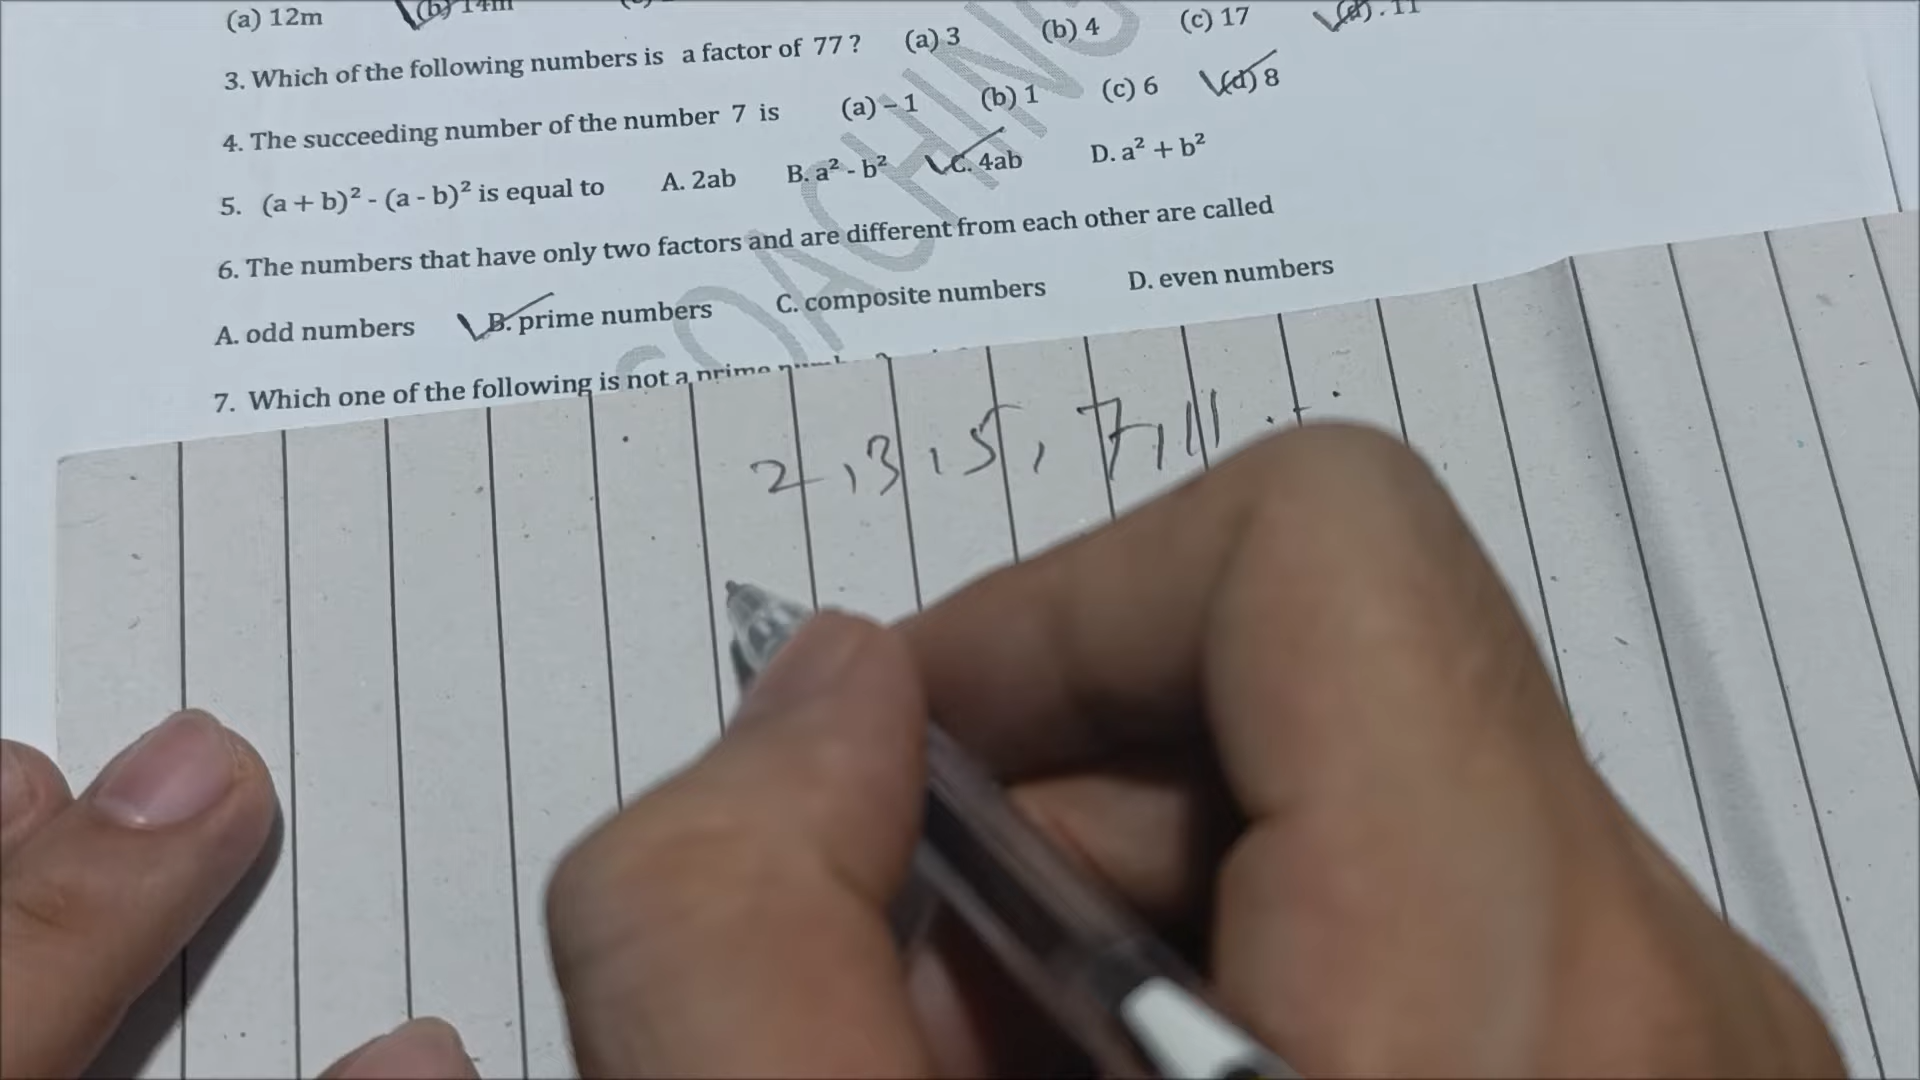 (a) 12m (b) 14m
3. Which of the following numbers is a factor of 77 ? (a) 3 (b) 4 (c) 17 (d) . 11
4. The succeeding number of the number 7 is (a) – 1 (b) 1 (c) 6 (d) 8
5. (a + b)² - (a - b)² is equal to A. 2ab B. a² - b² C. 4ab D. a² + b²
6. The numbers that have only two factors and are different from each other are called
A. odd numbers B. prime numbers C. composite numbers D. even numbers
7. Which one of the following is not a prime
2, 3, 5, 7, 11 . . .
COACHING